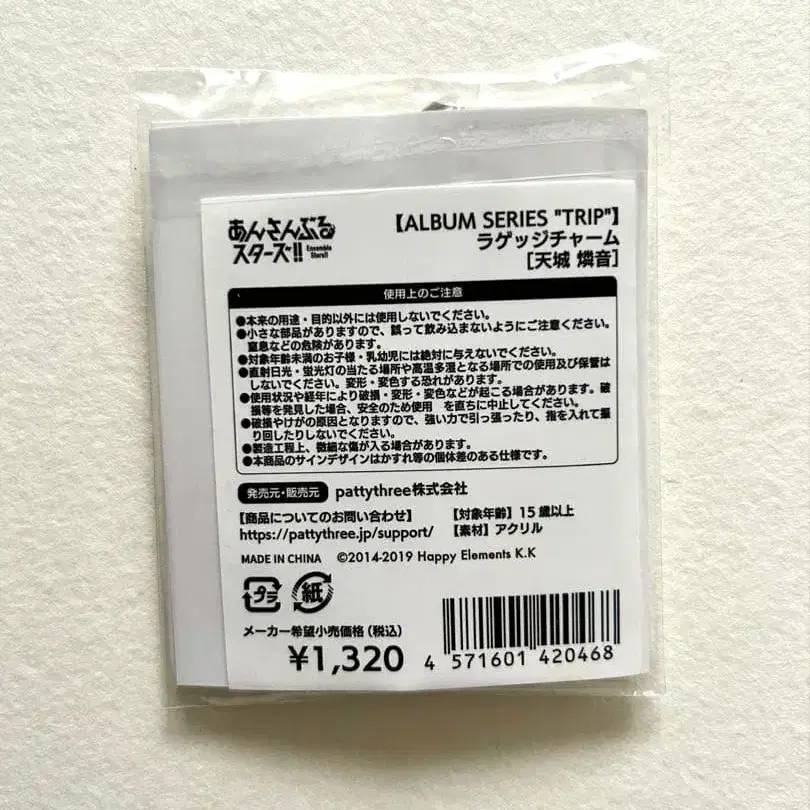 あんさんぶる
スターズ!!
Ensemble
Stars!!
【ALBUM SERIES "TRIP"】
ラゲッジチャーム
[天城 燐音]
使用上のご注意
●本来の用途・目的以外には使用しないでください。
●小さな部品がありますので、誤って飲み込まないようにご注意ください。
窒息などの危険があります。
●対象年齢未満のお子様・乳幼児には絶対に与えないでください。
●直射日光・蛍光灯の当たる場所や高温多湿となる場所での使用及び保管は
しないでください。変形・変色する恐れがあります。
●使用状況や経年により破損・変形・変色などが起こる場合があります。破
損等を発見した場合、安全のため使用 を直ちに中止してください。
●破損やけがの原因となりますので、強い力で引っ張ったり、指を入れて振
り回したりしないでください。
●製造工程上、微細な傷が入る場合があります。
●本商品のサインデザインはかすれ等の個体差のある仕様です。
発売元・販売元 pattythree株式会社
【商品についてのお問い合わせ】 【対象年齢】15歳以上
https://pattythree.jp/support/ 【素材】アクリル
MADE IN CHINA ©2014-2019 Happy Elements K.K
プラ 紙
メーカー希望小売価格(税込)
¥1,320
4 571601 420468